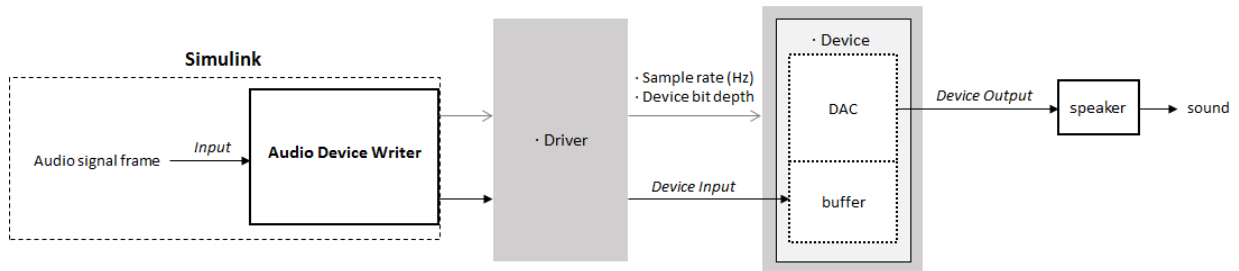 Simulink
Audio signal frame
Input
Audio Device Writer
· Driver
· Sample rate (Hz)
· Device bit depth
Device Input
· Device
DAC
buffer
Device Output
speaker
sound